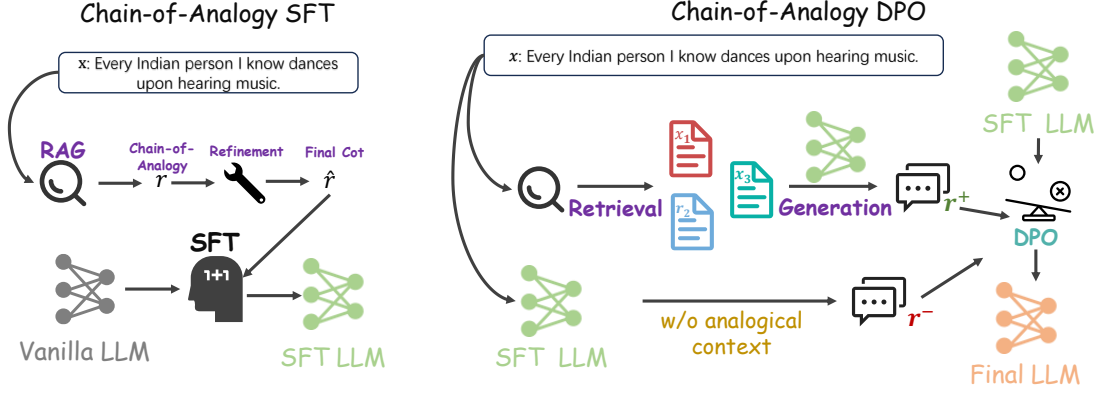 Chain-of-Analogy SFT
x: Every Indian person I know dances
upon hearing music.
RAG
Chain-of-
Analogy
r
Refinement
Final Cot
r̂
SFT
1+1
Vanilla LLM
SFT LLM
Chain-of-Analogy DPO
x: Every Indian person I know dances upon hearing music.
SFT LLM
Retrieval
x₁
r₂
x₃
Generation
r⁺
DPO
SFT LLM
w/o analogical
context
r⁻
Final LLM